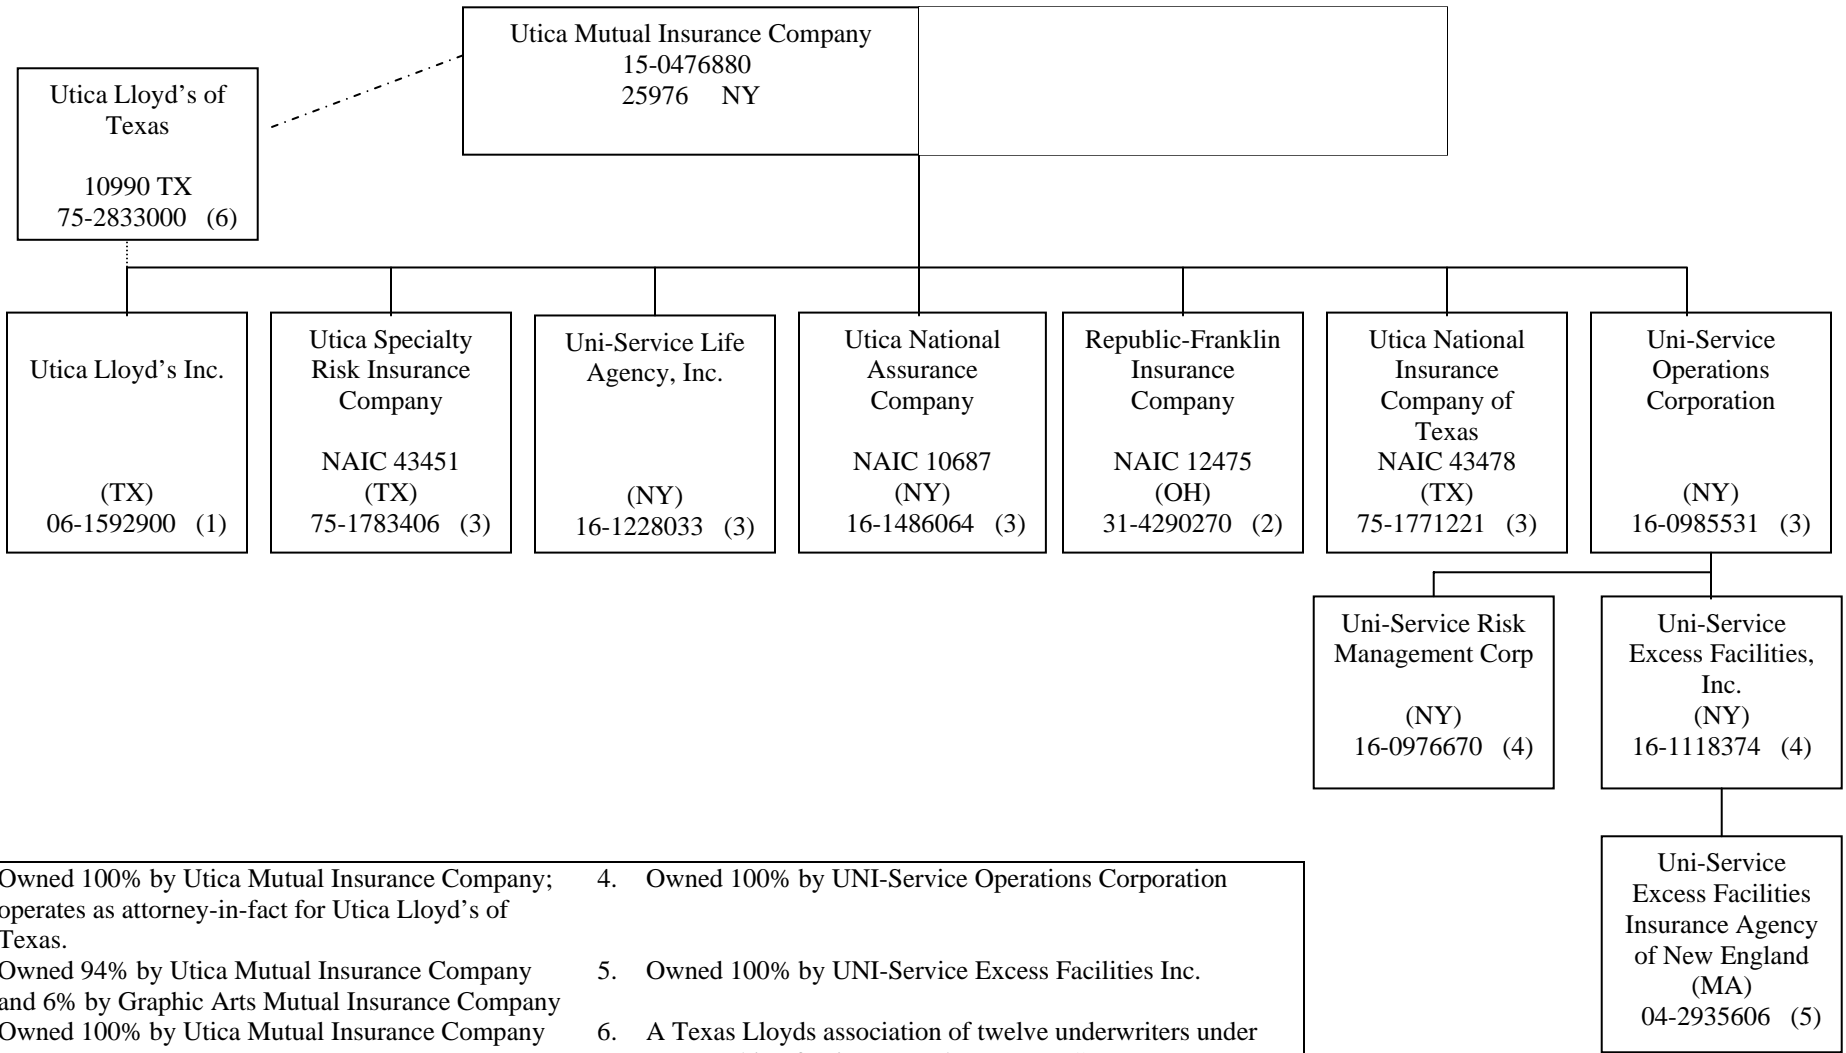 Utica Mutual Insurance Company
15-0476880
25976 NY
Utica Lloyd’s of
Texas
10990 TX
75-2833000 (6)
Utica Lloyd’s Inc.
(TX)
06-1592900 (1)
Utica Specialty
Risk Insurance
Company
NAIC 43451
(TX)
75-1783406 (3)
Uni-Service Life
Agency, Inc.
(NY)
16-1228033 (3)
Utica National
Assurance
Company
NAIC 10687
(NY)
16-1486064 (3)
Republic-Franklin
Insurance
Company
NAIC 12475
(OH)
31-4290270 (2)
Utica National
Insurance
Company of
Texas
NAIC 43478
(TX)
75-1771221 (3)
Uni-Service
Operations
Corporation
(NY)
16-0985531 (3)
Uni-Service Risk
Management Corp
(NY)
16-0976670 (4)
Uni-Service
Excess Facilities,
Inc.
(NY)
16-1118374 (4)
Uni-Service
Excess Facilities
Insurance Agency
of New England
(MA)
04-2935606 (5)
Owned 100% by Utica Mutual Insurance Company;
operates as attorney-in-fact for Utica Lloyd’s of
Texas.
Owned 94% by Utica Mutual Insurance Company
and 6% by Graphic Arts Mutual Insurance Company
Owned 100% by Utica Mutual Insurance Company
4. Owned 100% by UNI-Service Operations Corporation
5. Owned 100% by UNI-Service Excess Facilities Inc.
6. A Texas Lloyds association of twelve underwriters under